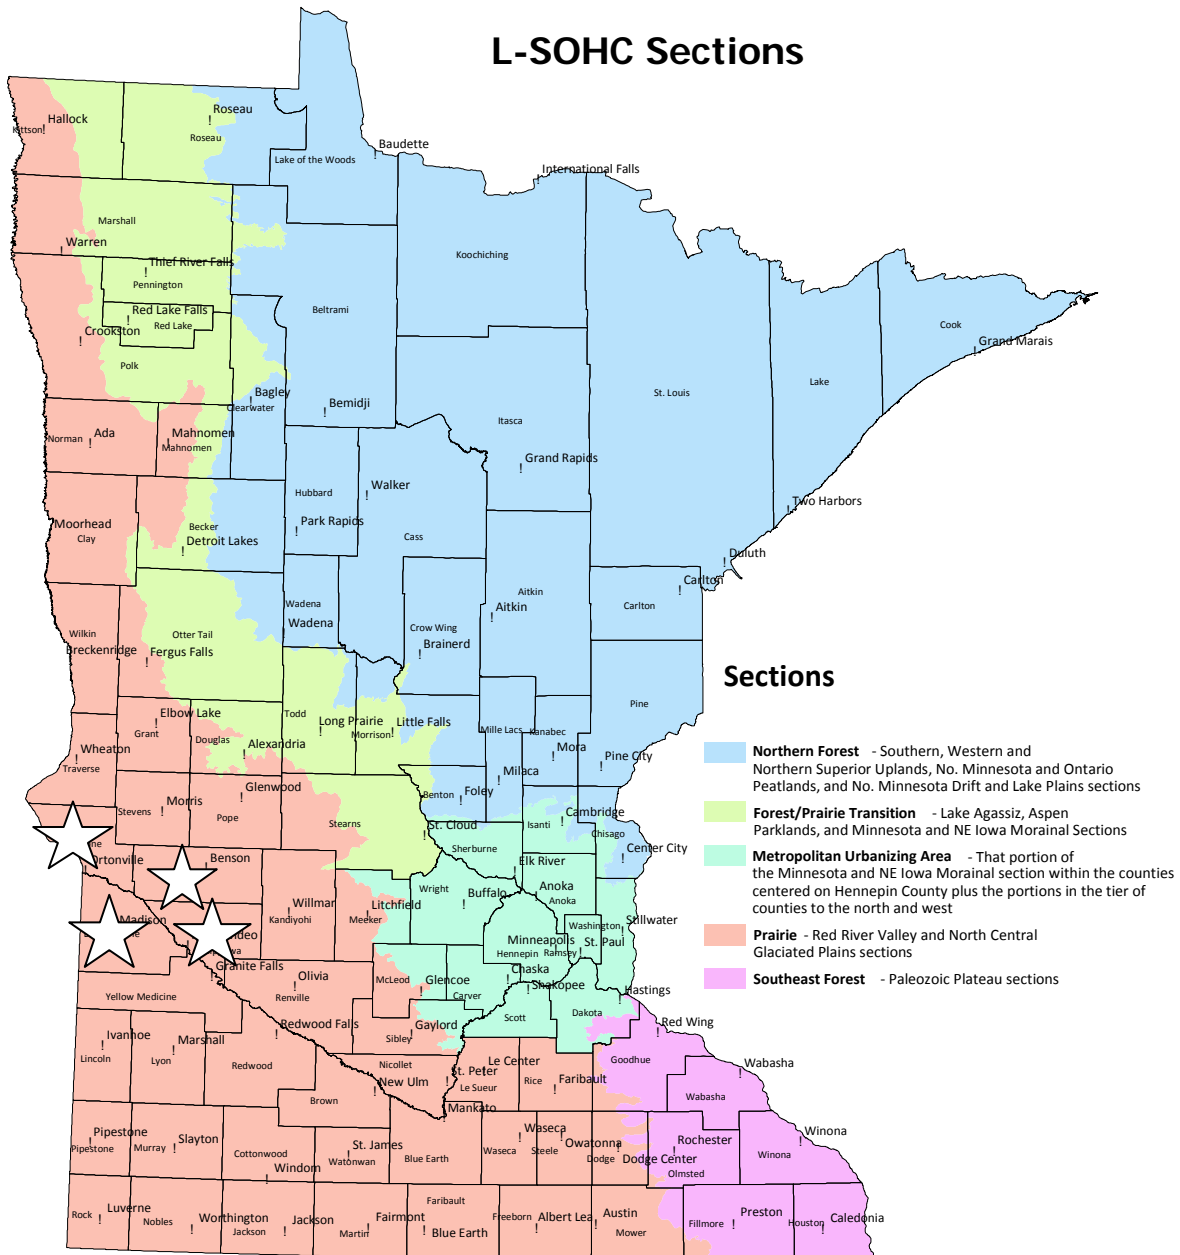 L-SOHC Sections
Roseau
Hallock
Kittson
Roseau
Baudette
Lake of the Woods
International Falls
Marshall
Warren
Koochiching
Thief River Falls
Pennington
Red Lake Falls
Beltrami
Red Lake
Crookston
Cook
Grand Marais
Polk
Lake
St. Louis
Bagley
Clearwater
Bemidji
Itasca
Ada
Norman
Mahnomen
Mahnomen
Grand Rapids
Walker
Hubbard
Two Harbors
Park Rapids
Moorhead
Clay
Becker
Detroit Lakes
Cass
Duluth
Carlton
Aitkin
Aitkin
Carlton
Wadena
Wadena
Crow Wing
Brainerd
Wilkin
Breckenridge
Otter Tail
Fergus Falls
Sections
Pine
Elbow Lake
Grant
Todd
Long Prairie
Morrison
Little Falls
Mille Lacs
Kanabec
Mora
Pine City
Douglas
Alexandria
Wheaton
Traverse
Milaca
Northern Forest - Southern, Western and
Northern Superior Uplands, No. Minnesota and Ontario
Peatlands, and No. Minnesota Drift and Lake Plains sections
Glenwood
Morris
Stevens
Pope
Benton
Foley
Stearns
St. Cloud
Isanti
Cambridge
Chisago
Center City
Forest/Prairie Transition - Lake Agassiz, Aspen
Parklands, and Minnesota and NE Iowa Morainal Sections
Sherburne
Elk River
Benson
Metropolitan Urbanizing Area - That portion of
the Minnesota and NE Iowa Morainal section within the counties
centered on Hennepin County plus the portions in the tier of
counties to the north and west
Wright
Buffalo
Anoka
Anoka
Willmar
Kandiyohi
Litchfield
Meeker
Madison
Washington
Stillwater
Minneapolis
Hennepin
Ramsey
St. Paul
Prairie - Red River Valley and North Central
Glaciated Plains sections
Granite Falls
Olivia
Renville
McLeod
Glencoe
Carver
Chaska
Shakopee
Hastings
Southeast Forest - Paleozoic Plateau sections
Yellow Medicine
Scott
Dakota
Redwood Falls
Gaylord
Sibley
Red Wing
Ivanhoe
Lincoln
Marshall
Lyon
Redwood
Nicollet
New Ulm
St. Peter
Le Center
Le Sueur
Rice
Faribault
Goodhue
Wabasha
Wabasha
Brown
Mankato
Pipestone
Pipestone
Murray
Slayton
Cottonwood
Windom
St. James
Watonwan
Blue Earth
Waseca
Waseca
Steele
Owatonna
Dodge
Dodge Center
Rochester
Olmsted
Winona
Winona
Rock
Luverne
Nobles
Worthington
Jackson
Jackson
Martin
Fairmont
Faribault
Blue Earth
Freeborn
Albert Lea
Austin
Mower
Fillmore
Preston
Houston
Caledonia